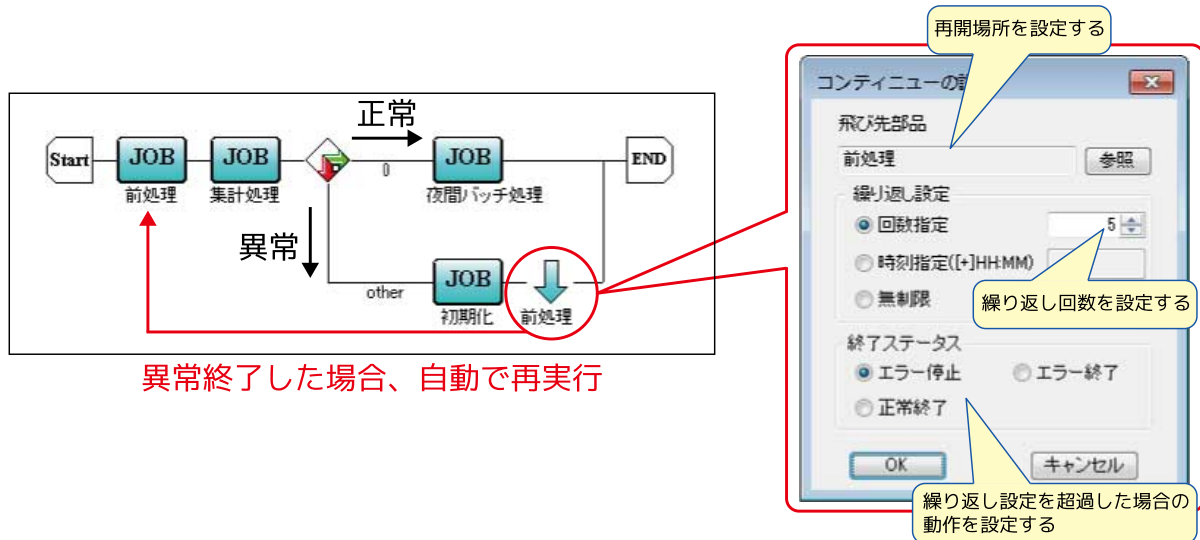 再開場所を設定する
正常
Start
JOB
JOB
0
JOB
END
前処理
集計処理
夜間バッチ処理
異常
other
JOB
初期化
前処理
異常終了した場合、自動で再実行
コンティニューの
飛び先部品
前処理
参照
繰り返し設定
回数指定
5
時刻指定([+]HH:MM)
無制限
繰り返し回数を設定する
終了ステータス
エラー停止
エラー終了
正常終了
OK
キャンセル
繰り返し設定を超過した場合の
動作を設定する